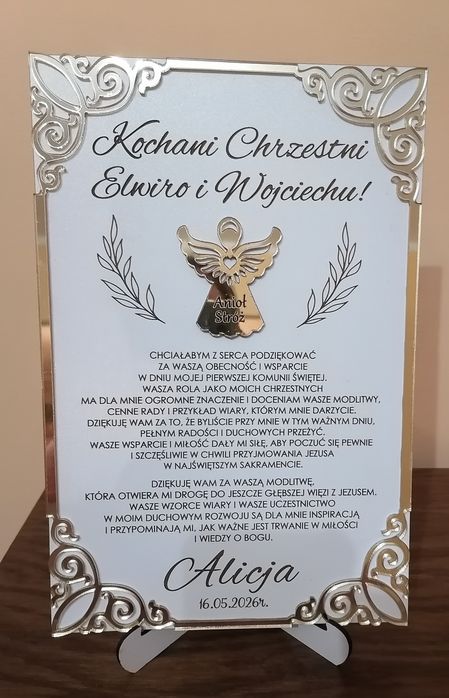 Kochani Chrzestni
Elwiro i Wojciechu!
Anioł
Stróż
CHCIAŁABYM Z SERCA PODZIĘKOWAĆ
ZA WASZĄ OBECNOŚĆ I WSPARCIE
W DNIU MOJEJ PIERWSZEJ KOMUNII ŚWIĘTEJ.
WASZA ROLA JAKO MOICH CHRZESTNYCH
MA DLA MNIE OGROMNE ZNACZENIE I DOCENIAM WASZE MODLITWY,
CENNE RADY I PRZYKŁAD WIARY, KTÓRYM MNIE DARZYCIE.
DZIĘKUJĘ WAM ZA TO, ŻE BYLIŚCIE PRZY MNIE W TYM WAŻNYM DNIU,
PEŁNYM RADOŚCI I DUCHOWYCH PRZEŻYĆ.
WASZE WSPARCIE I MIŁOŚĆ DAŁY MI SIŁĘ, ABY POCZUĆ SIĘ PEWNIE
I SZCZĘŚLIWIE W CHWILI PRZYJMOWANIA JEZUSA
W NAJŚWIĘTSZYM SAKRAMENCIE.
DZIĘKUJĘ WAM ZA WASZĄ MODLITWĘ,
KTÓRA OTWIERA MI DROGĘ DO JESZCZE GŁĘBSZEJ WIĘZI Z JEZUSEM.
WASZE WZORCE WIARY I WASZE UCZESTNICTWO
W MOIM DUCHOWYM ROZWOJU SĄ DLA MNIE INSPIRACJĄ
I PRZYPOMINAJĄ MI, JAK WAŻNE JEST TRWANIE W MIŁOŚCI
I WIEDZY O BOGU.
Alicja
16.05.2026r.